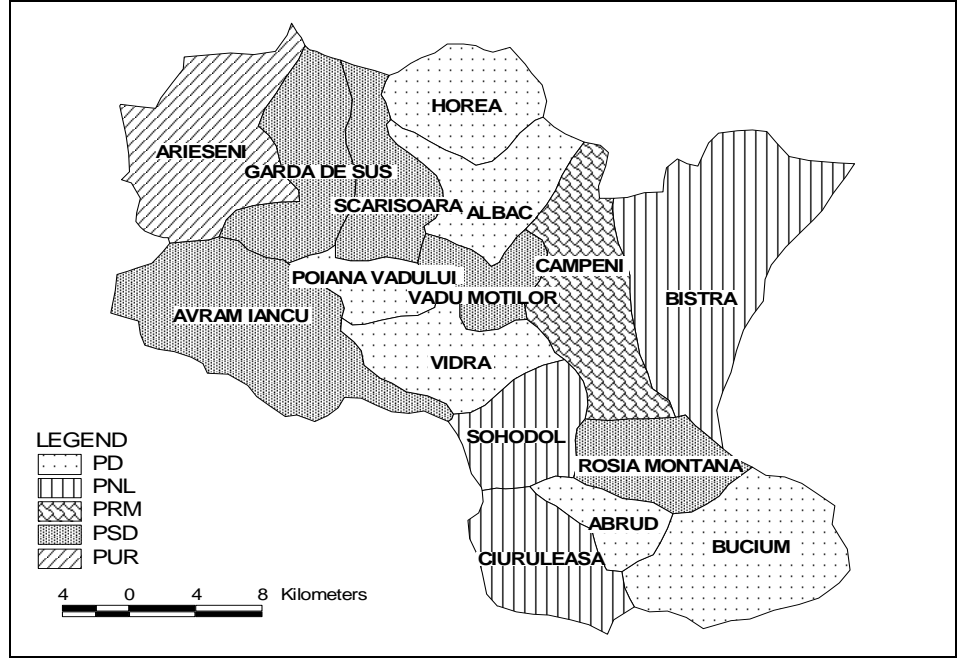 HOREA
ARIESENI
GARDA DE SUS
SCARISOARA
ALBAC
CAMPENI
POIANA VADULUI
BISTRA
VADU MOTILOR
AVRAM IANCU
VIDRA
SOHODOL
ROSIA MONTANA
ABRUD
BUCIUM
CIURULEASA
LEGEND
PD
PNL
PRM
PSD
PUR
4 0 4 8 Kilometers